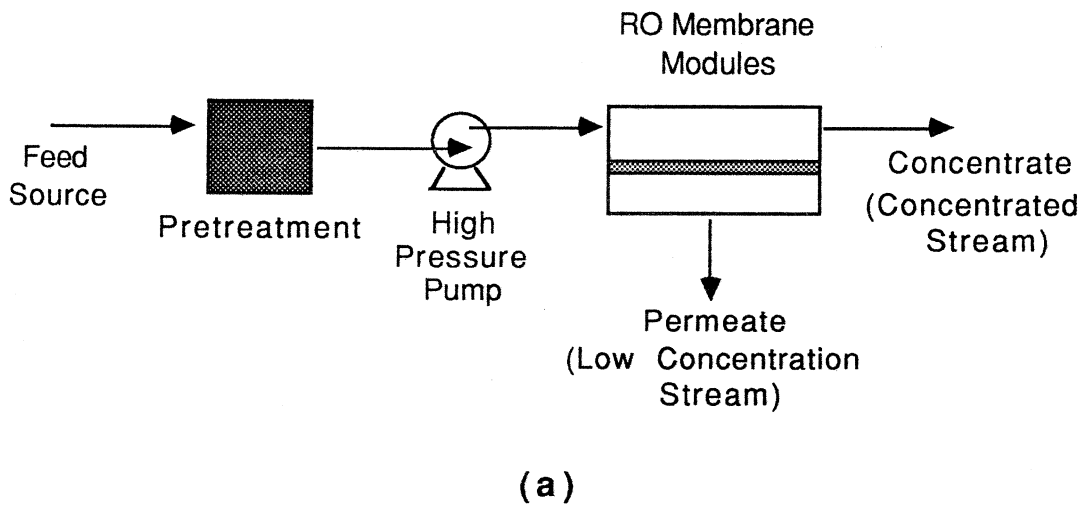 RO Membrane
Modules
Feed
Source
Pretreatment
High
Pressure
Pump
Concentrate
(Concentrated
Stream)
Permeate
(Low Concentration
Stream)
(a)